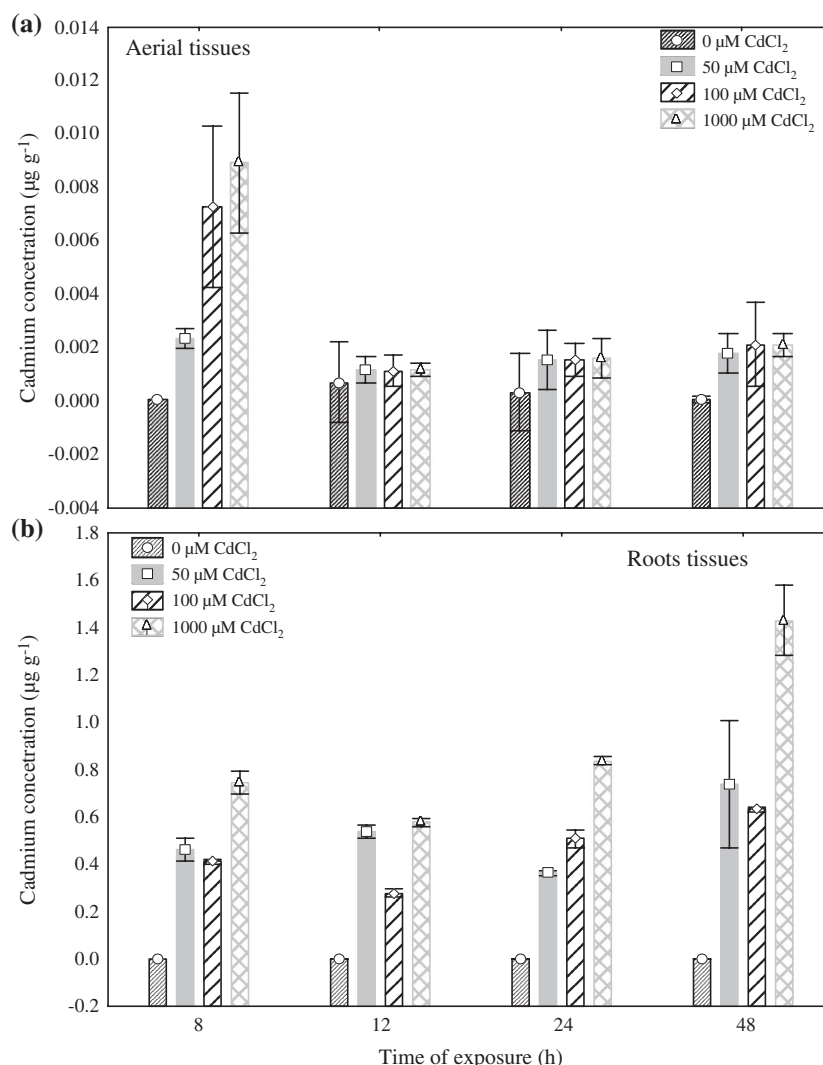 (a)
Aerial tissues
0 µM CdCl2
50 µM CdCl2
100 µM CdCl2
1000 µM CdCl2
Cadmium concetration (µg g-1)
0.014
0.012
0.010
0.008
0.006
0.004
0.002
0.000
-0.002
-0.004
(b)
Roots tissues
0 µM CdCl2
50 µM CdCl2
100 µM CdCl2
1000 µM CdCl2
Cadmium concetration (µg g-1)
1.8
1.6
1.4
1.2
1.0
0.8
0.6
0.4
0.2
0.0
-0.2
8 12 24 48
Time of exposure (h)